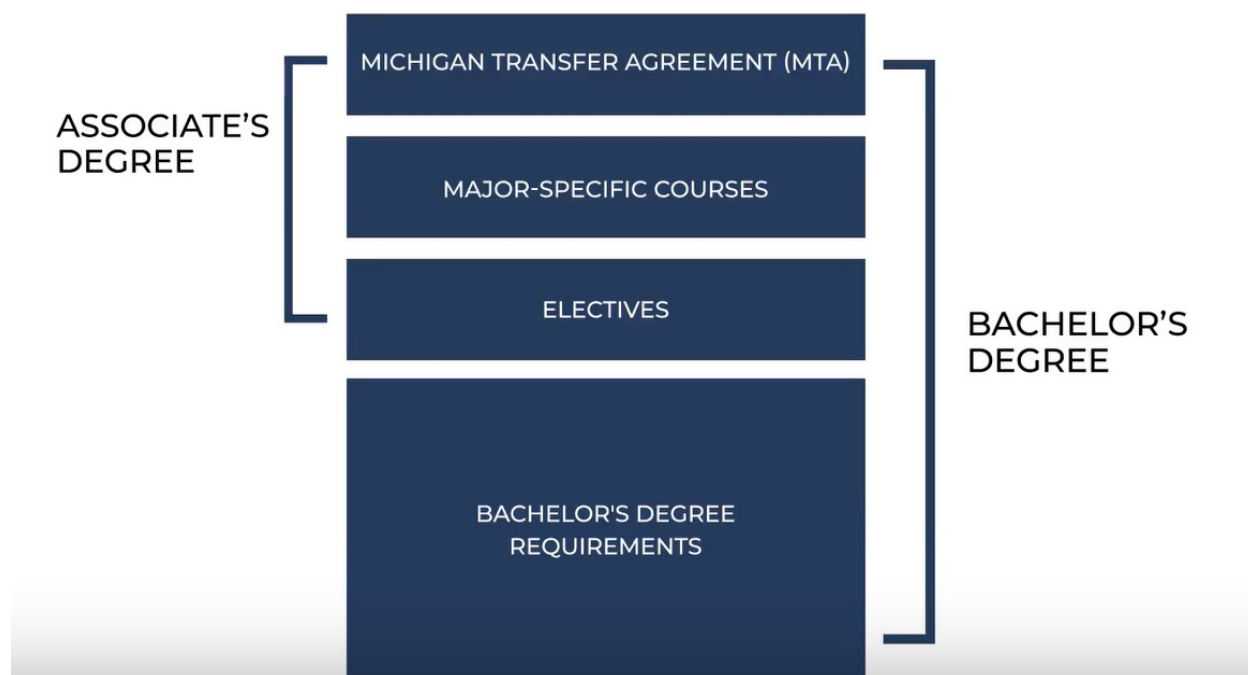 MICHIGAN TRANSFER AGREEMENT (MTA)
ASSOCIATE’S
DEGREE
MAJOR-SPECIFIC COURSES
ELECTIVES
BACHELOR’S
DEGREE
BACHELOR'S DEGREE
REQUIREMENTS